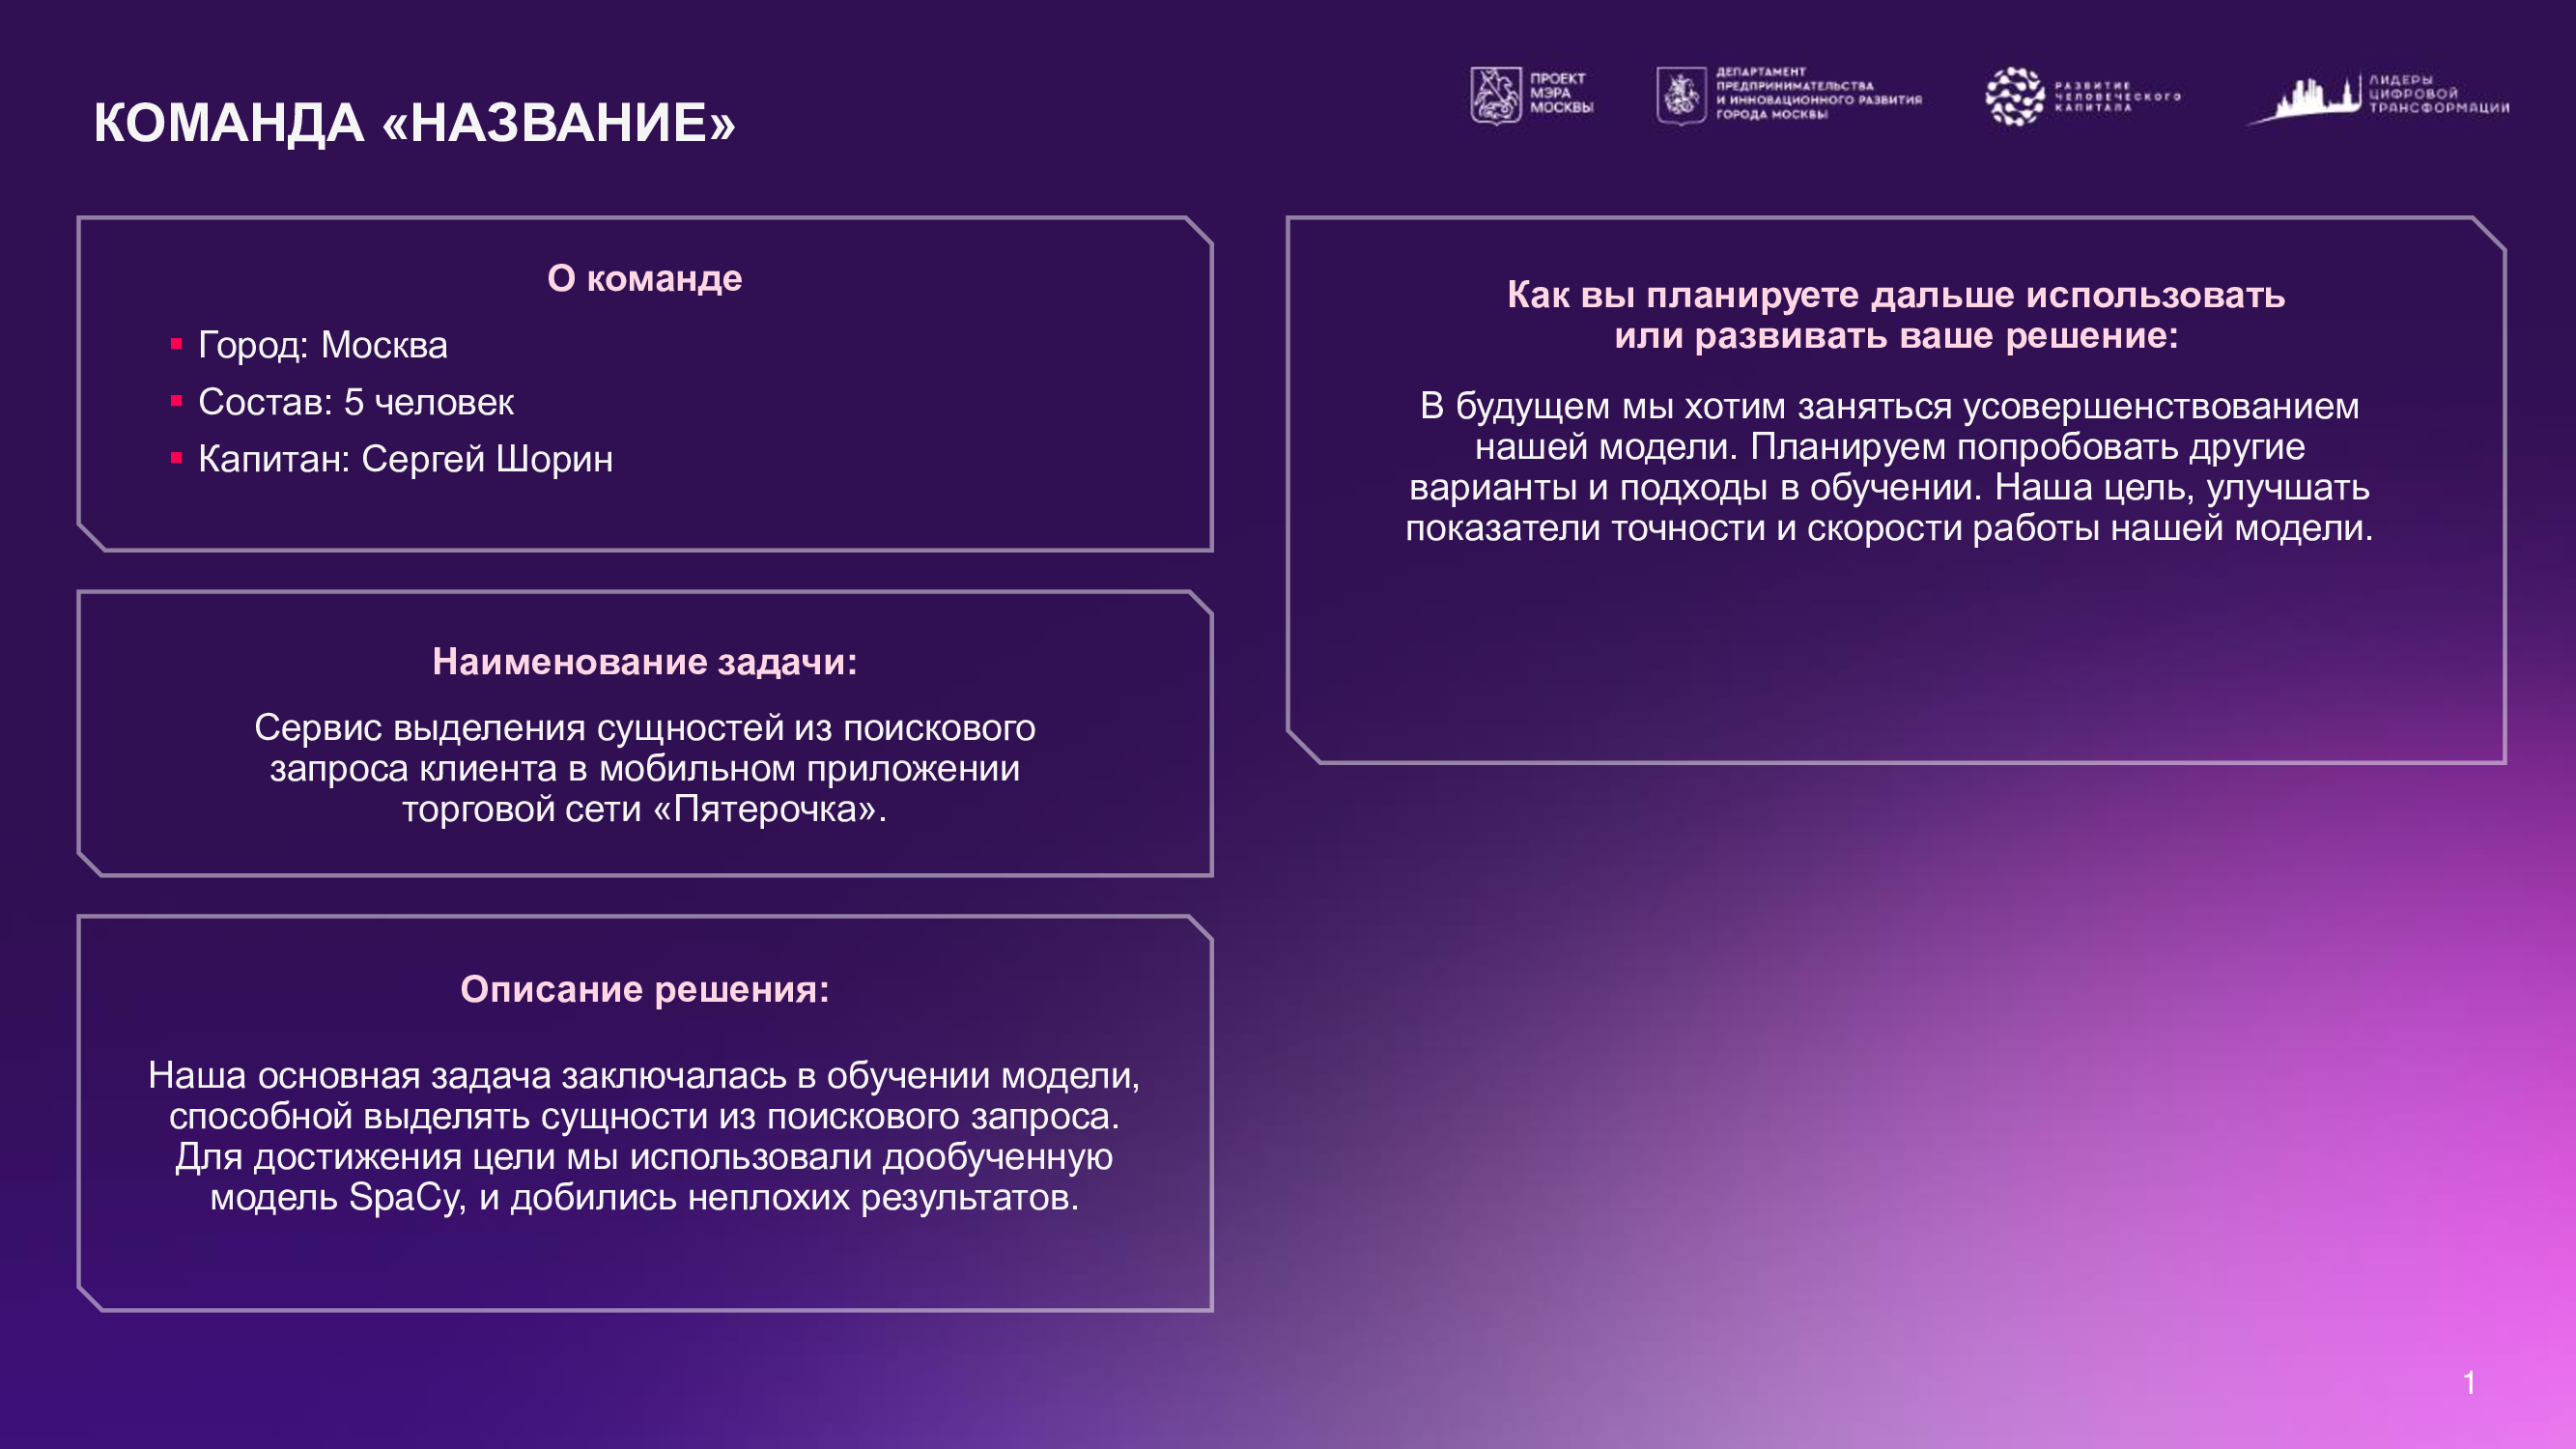 КОМАНДА «НАЗВАНИЕ»
ПРОЕКТ
МЭРА
МОСКВЫ
ДЕПАРТАМЕНТ
ПРЕДПРИНИМАТЕЛЬСТВА
И ИННОВАЦИОННОГО РАЗВИТИЯ
ГОРОДА МОСКВЫ
РАЗВИТИЕ
ЧЕЛОВЕЧЕСКОГО
КАПИТАЛА
ЛИДЕРЫ
ЦИФРОВОЙ
ТРАНСФОРМАЦИИ
О команде
▪ Город: Москва
▪ Состав: 5 человек
▪ Капитан: Сергей Шорин
Наименование задачи:
Сервис выделения сущностей из поискового
запроса клиента в мобильном приложении
торговой сети «Пятерочка».
Описание решения:
Наша основная задача заключалась в обучении модели,
способной выделять сущности из поискового запроса.
Для достижения цели мы использовали дообученную
модель SpaCy, и добились неплохих результатов.
Как вы планируете дальше использовать
или развивать ваше решение:
В будущем мы хотим заняться усовершенствованием
нашей модели. Планируем попробовать другие
варианты и подходы в обучении. Наша цель, улучшать
показатели точности и скорости работы нашей модели.
1